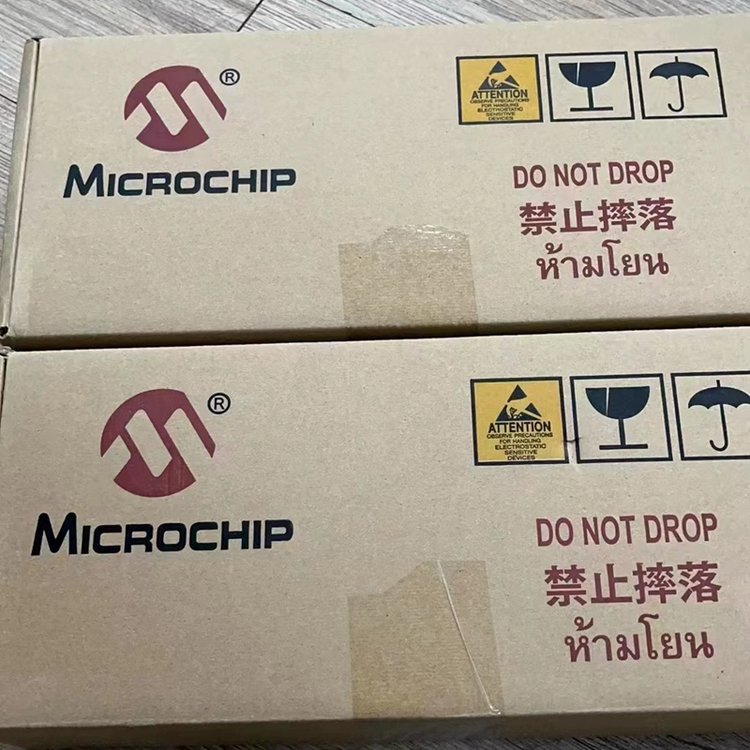 ®
MICROCHIP
ATTENTION
OBSERVE PRECAUTIONS
FOR HANDLING
ELECTROSTATIC
SENSITIVE
DEVICES
DO NOT DROP
禁止摔落
ห้ามโยน
®
MICROCHIP
ATTENTION
OBSERVE PRECAUTIONS
FOR HANDLING
ELECTROSTATIC
SENSITIVE
DEVICES
DO NOT DROP
禁止摔落
ห้ามโยน